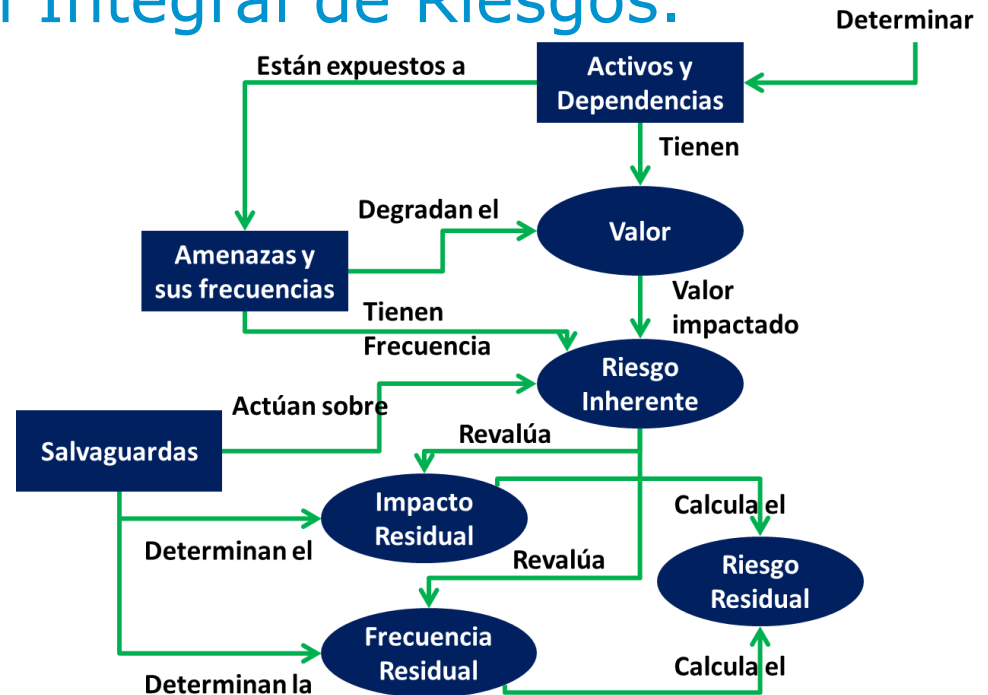 Integral de Riesgos.
Determinar
Están expuestos a
Activos y
Dependencias
Tienen
Degradan el
Valor
Amenazas y
sus frecuencias
Valor
impactado
Tienen
Frecuencia
Riesgo
Inherente
Actúan sobre
Salvaguardas
Revalúa
Impacto
Residual
Calcula el
Determinan el
Revalúa
Riesgo
Residual
Frecuencia
Residual
Calcula el
Determinan la